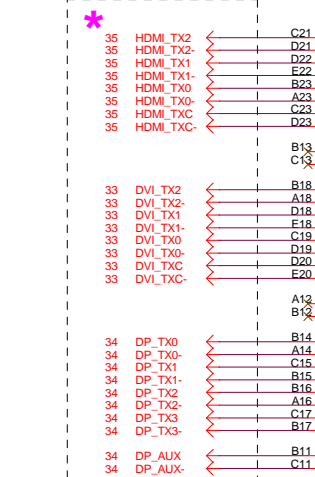 *
35 HDMI_TX2 C21
35 HDMI_TX2- D21
35 HDMI_TX1 D22
35 HDMI_TX1- E22
35 HDMI_TX0 B23
35 HDMI_TX0- A23
35 HDMI_TXC C23
35 HDMI_TXC- D23
B13
C13
33 DVI_TX2 B18
33 DVI_TX2- A18
33 DVI_TX1 D18
33 DVI_TX1- E18
33 DVI_TX0 C19
33 DVI_TX0- D19
33 DVI_TXC D20
33 DVI_TXC- E20
A12
B12
34 DP_TX0 B14
34 DP_TX0- A14
34 DP_TX1 C15
34 DP_TX1- B15
34 DP_TX2 B16
34 DP_TX2- A16
34 DP_TX3 C17
34 DP_TX3- B17
34 DP_AUX B11
34 DP_AUX- C11